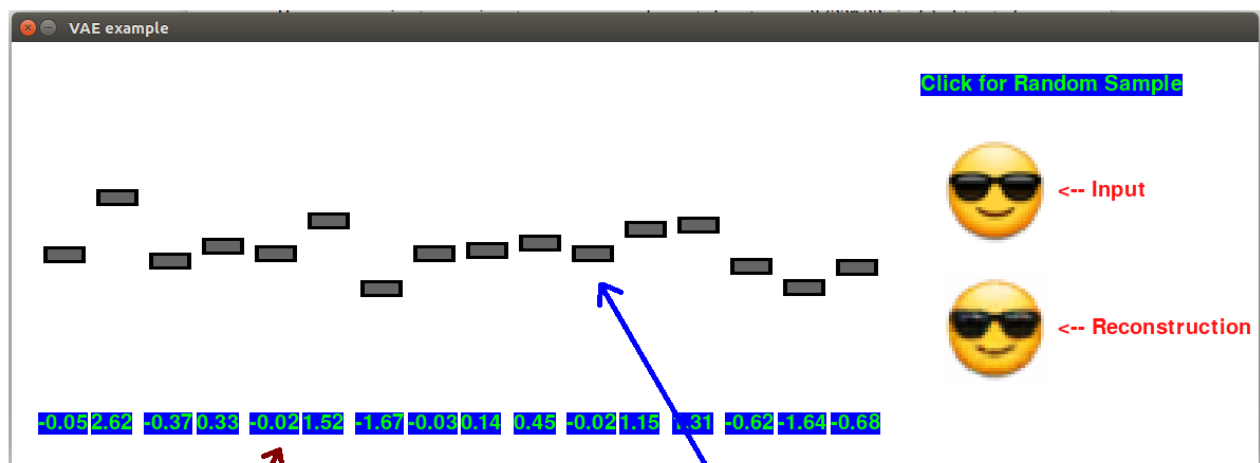 VAE example
Click for Random Sample
<-- Input
<-- Reconstruction
-0.05 2.62 -0.37 0.33 -0.02 1.52 -1.67 -0.03 0.14 0.45 -0.02 1.15 -0.62 -1.64 -0.68